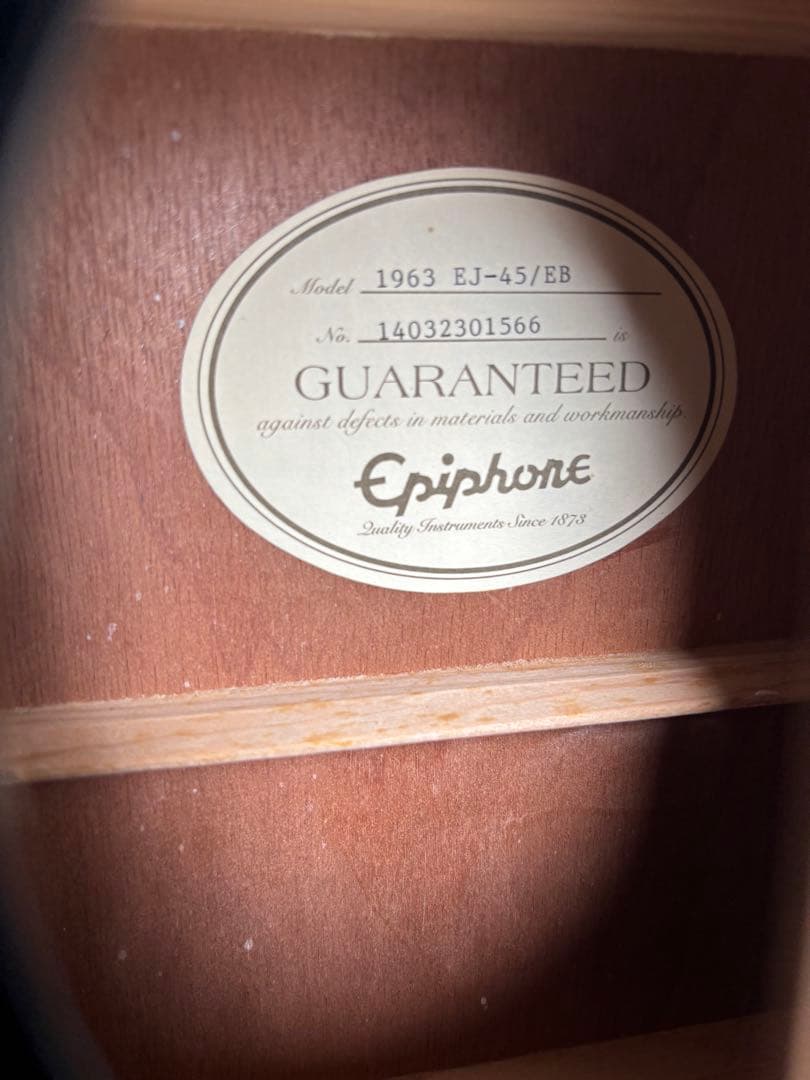 Model 1963 EJ-45/EB
No. 14032301566 is
GUARANTEED
against defects in materials and workmanship.
Epiphone
Quality Instruments Since 1873